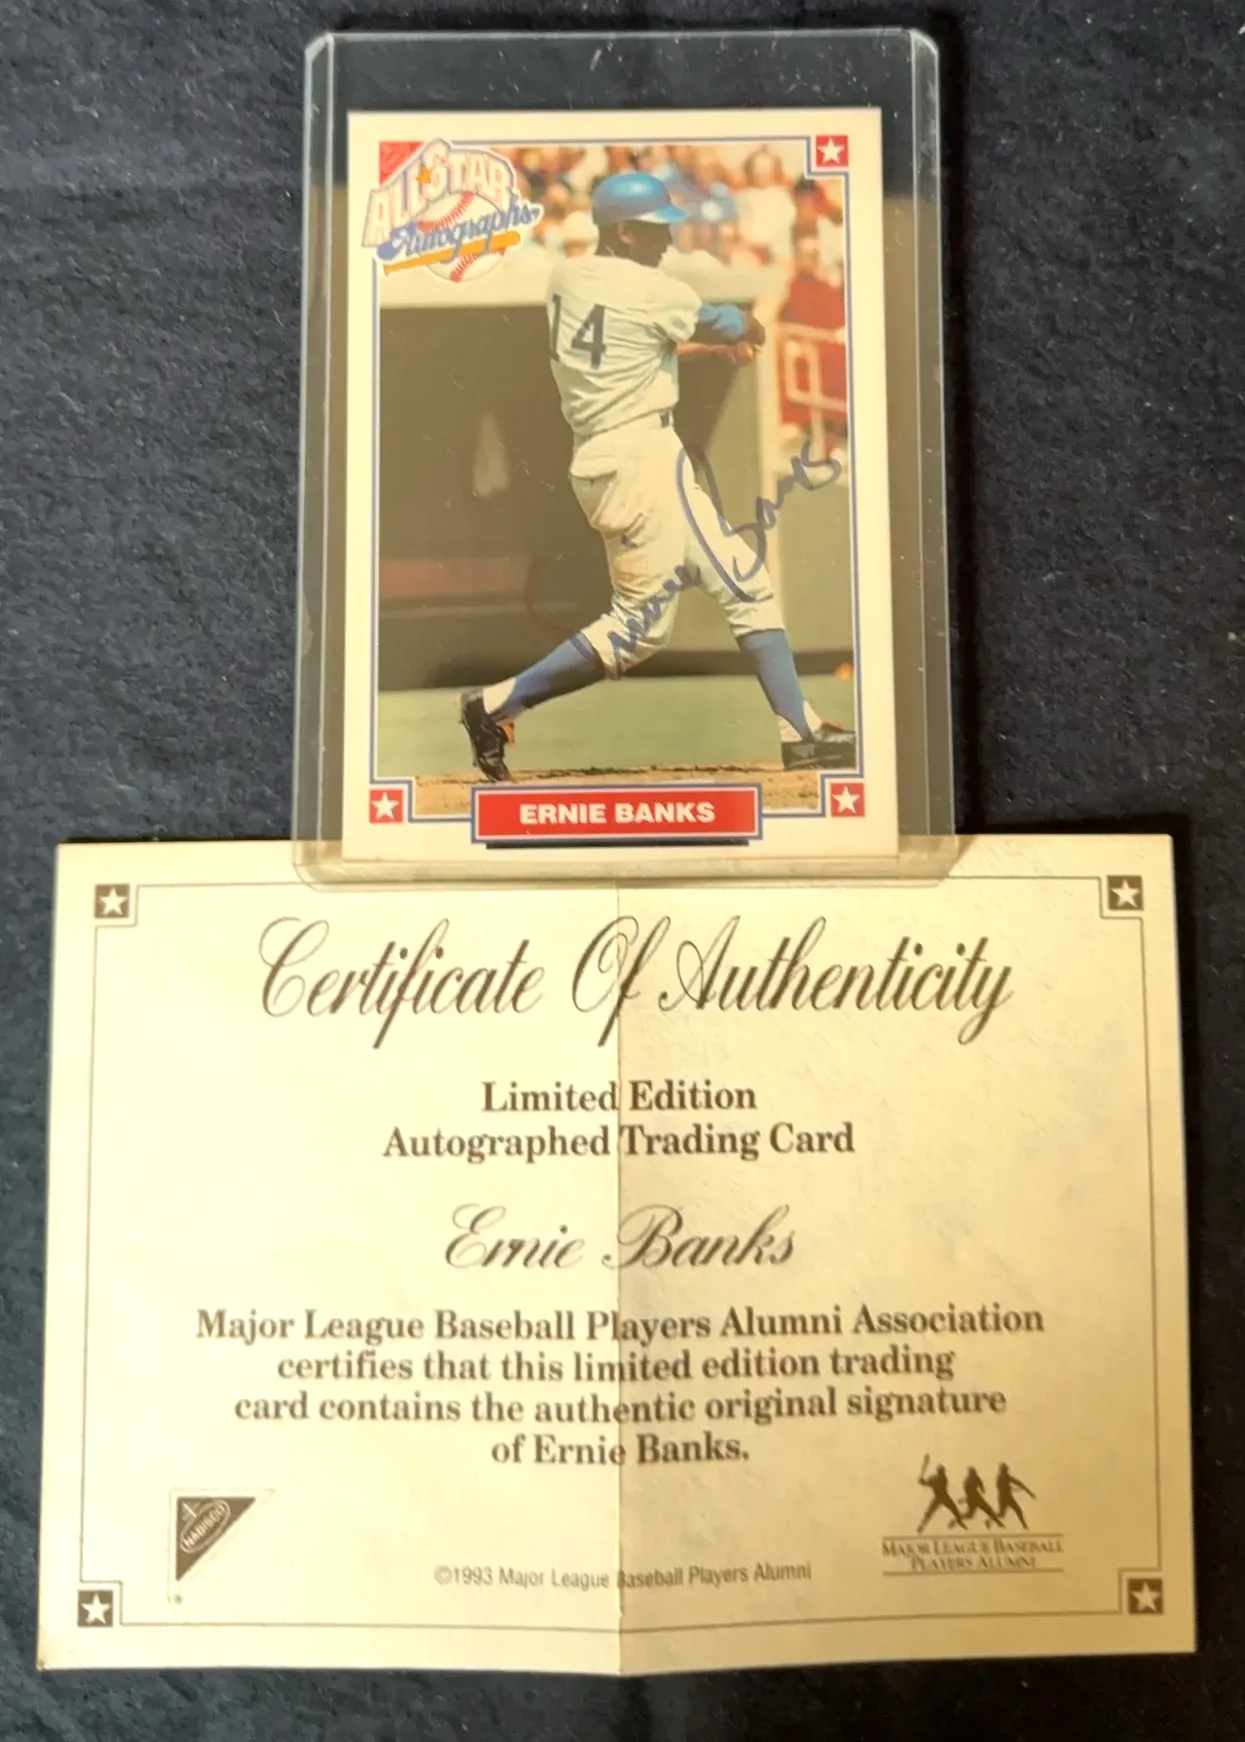 ALL STAR
Autographs
14
Ernie Banks
ERNIE BANKS
Certificate Of Authenticity
Limited Edition
Autographed Trading Card
Ernie Banks
Major League Baseball Players Alumni Association
certifies that this limited edition trading
card contains the authentic original signature
of Ernie Banks.
NABISCO
©1993 Major League Baseball Players Alumni
MAJOR LEAGUE BASEBALL
PLAYERS ALUMNI